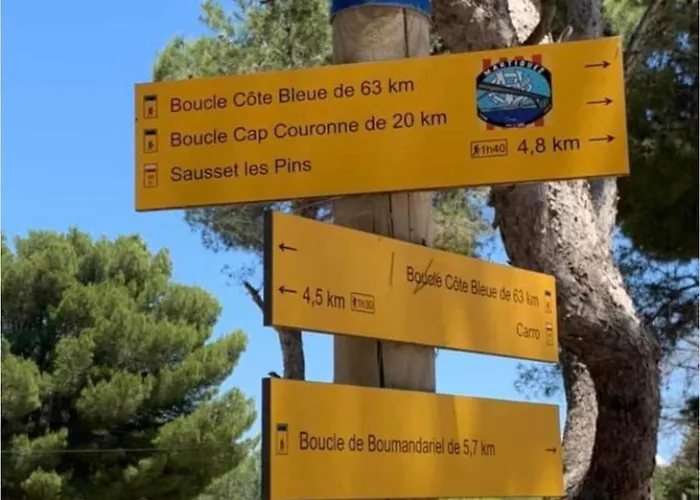 Boucle Côte Bleue de 63 km →
MARTIGUES
Boucle Cap Couronne de 20 km →
Sausset les Pins 1h40 4,8 km →
← Boucle Côte Bleue de 63 km
← 4,5 km 1h30 Carro
Boucle de Boumandariel de 5,7 km →